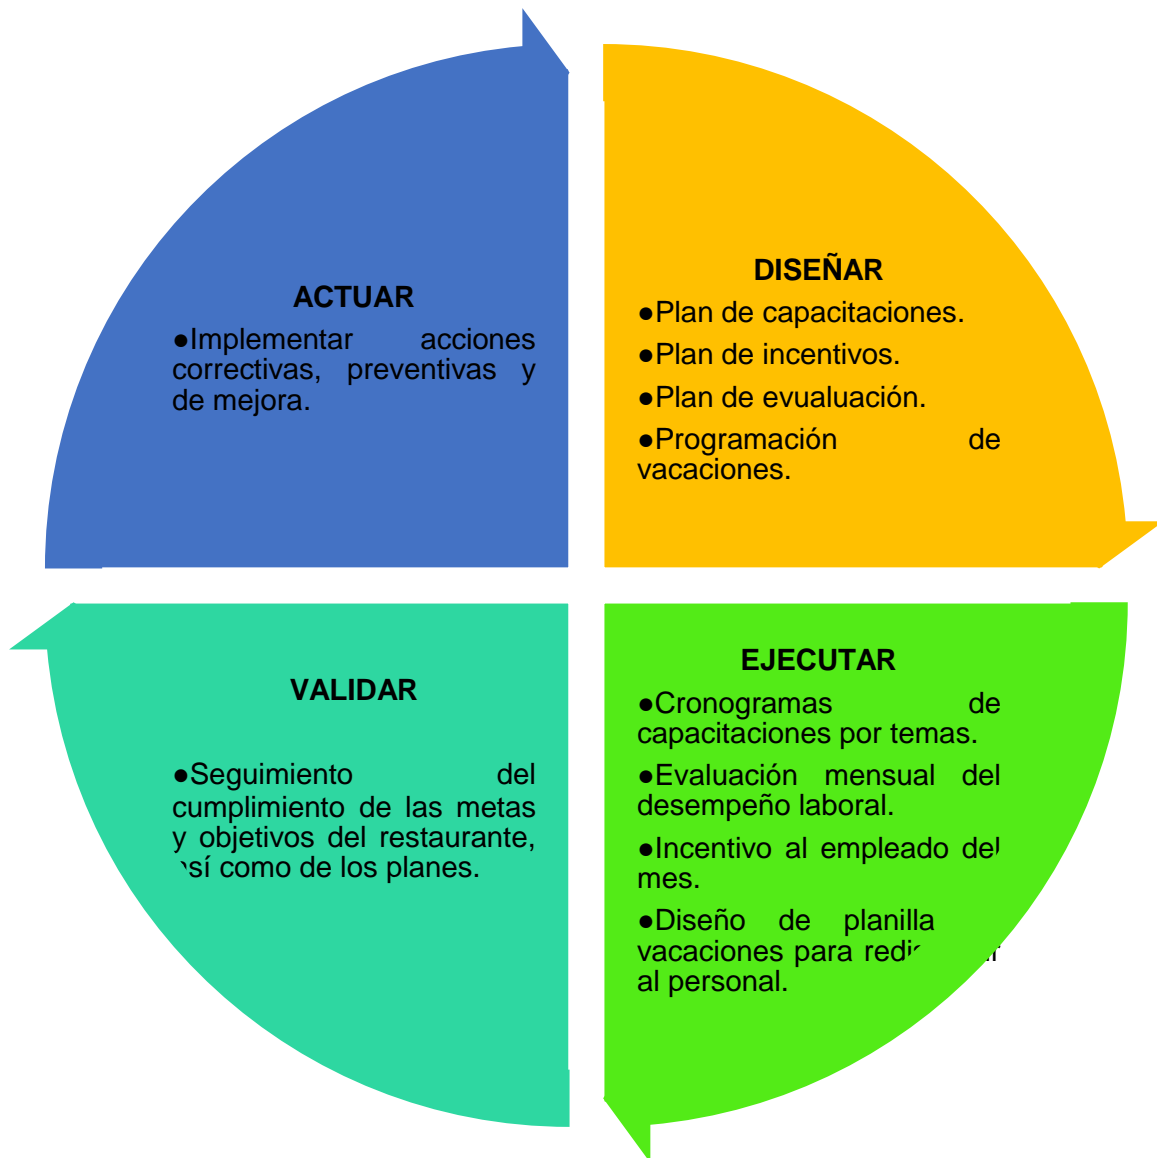 ACTUAR
●Implementar acciones
correctivas, preventivas y
de mejora.
DISEÑAR
●Plan de capacitaciones.
●Plan de incentivos.
●Plan de evualuación.
●Programación de
vacaciones.
VALIDAR
●Seguimiento del
cumplimiento de las metas
y objetivos del restaurante,
así como de los planes.
EJECUTAR
●Cronogramas de
capacitaciones por temas.
●Evaluación mensual del
desempeño laboral.
●Incentivo al empleado del
mes.
●Diseño de planilla
vacaciones para
al personal.